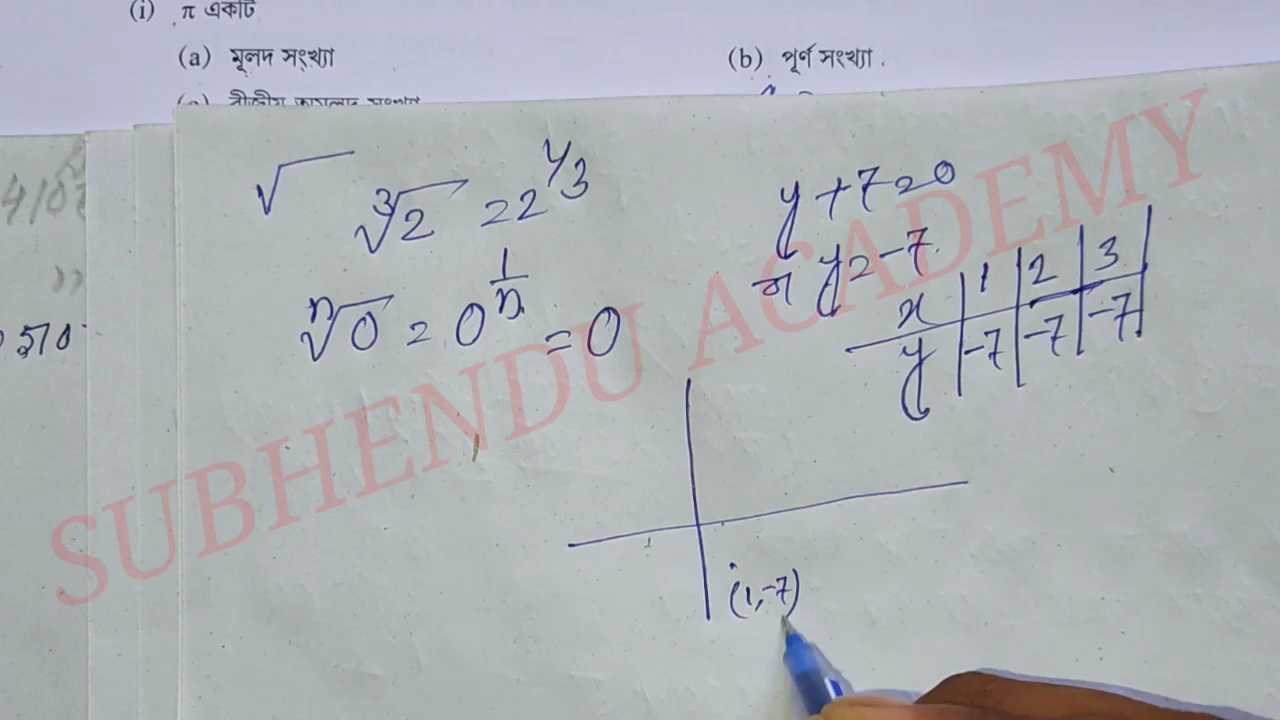 (i) π একটি
(a) মূলদ সংখ্যা
(b) পূর্ণ সংখ্যা .
√ ∛2 = 2^1/3
ⁿ√0 = 0^1/n = 0
y + 7 = 0
বা y = -7
x | 1 | 2 | 3
y | -7 | -7 | -7
(1, -7)
SUBHENDU ACADEMY